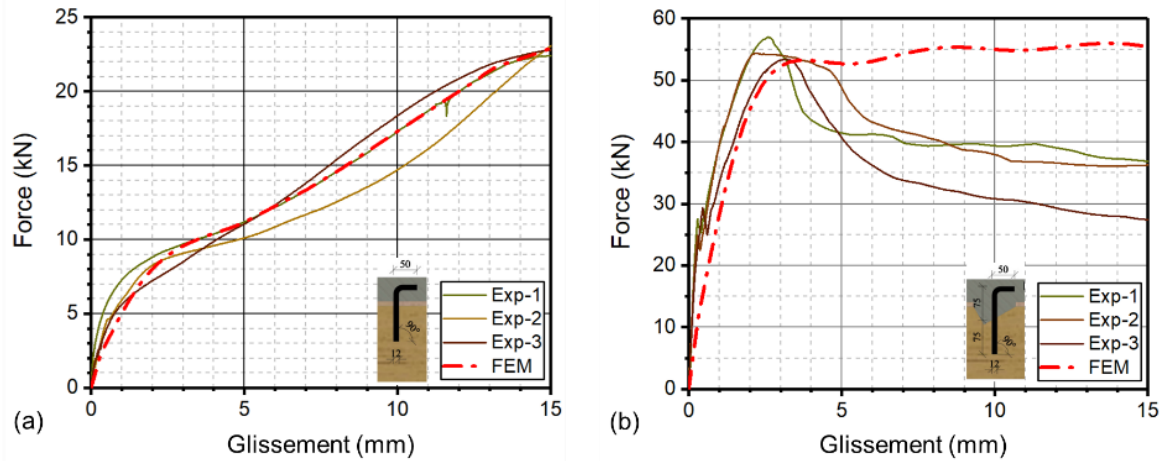 25
20
15
10
5
0
Force (kN)
50
90°
12
Exp-1
Exp-2
Exp-3
FEM
0 5 10 15
Glissement (mm)
(a)
60
50
40
30
20
10
0
Force (kN)
50
75
75
90°
12
Exp-1
Exp-2
Exp-3
FEM
0 5 10 15
Glissement (mm)
(b)